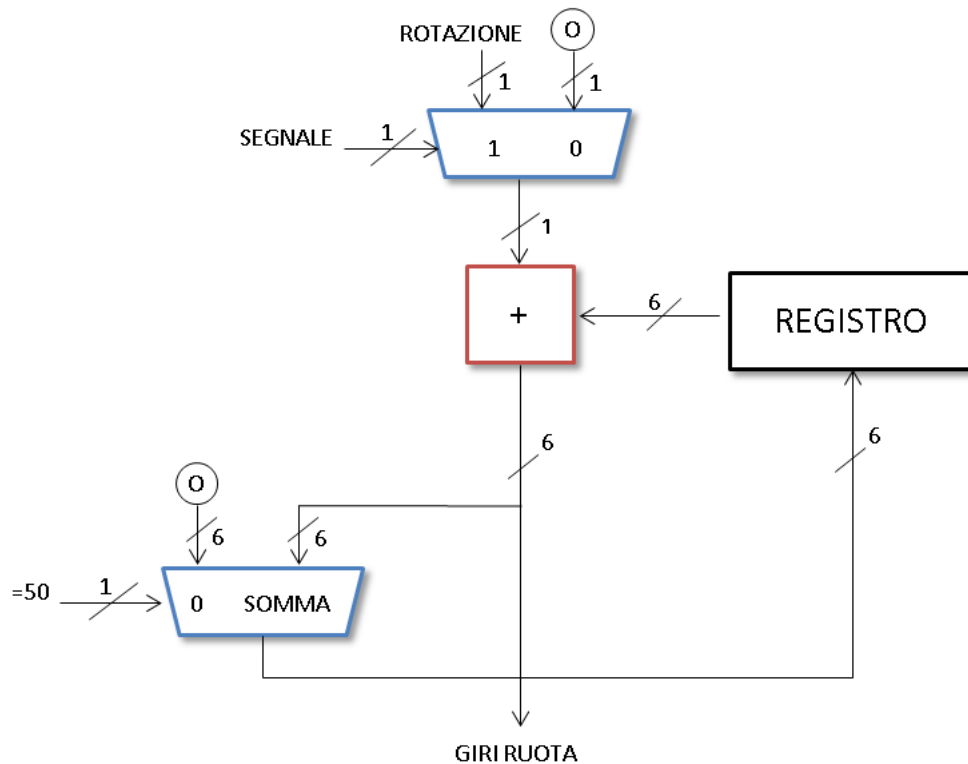 ROTAZIONE
O
1
1
SEGNALE
1
1 0
1
+
6
REGISTRO
6
6
O
6
6
=50
1
0 SOMMA
GIRI RUOTA